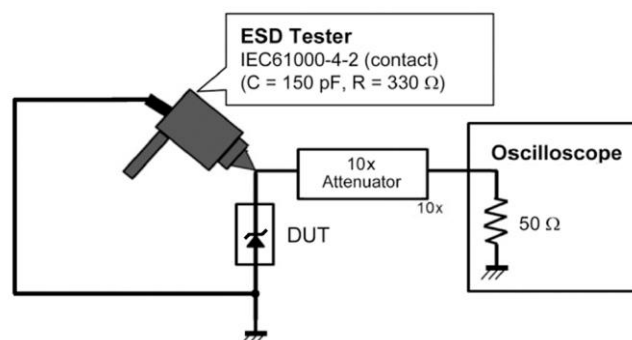 ESD Tester
IEC61000-4-2 (contact)
(C = 150 pF, R = 330 Ω)
Oscilloscope
10x
Attenuator
10x
50 Ω
DUT